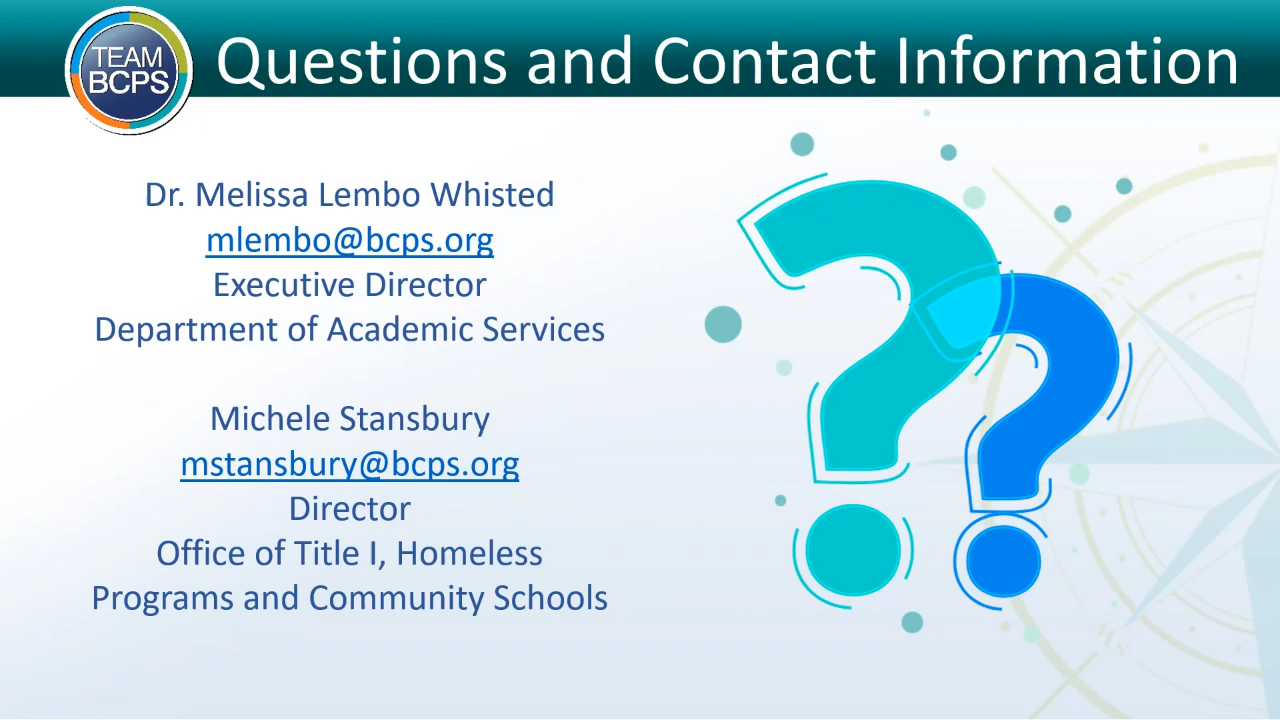 TEAM
BCPS
Questions and Contact Information
Dr. Melissa Lembo Whisted
mlembo@bcps.org
Executive Director
Department of Academic Services
Michele Stansbury
mstansbury@bcps.org
Director
Office of Title I, Homeless
Programs and Community Schools